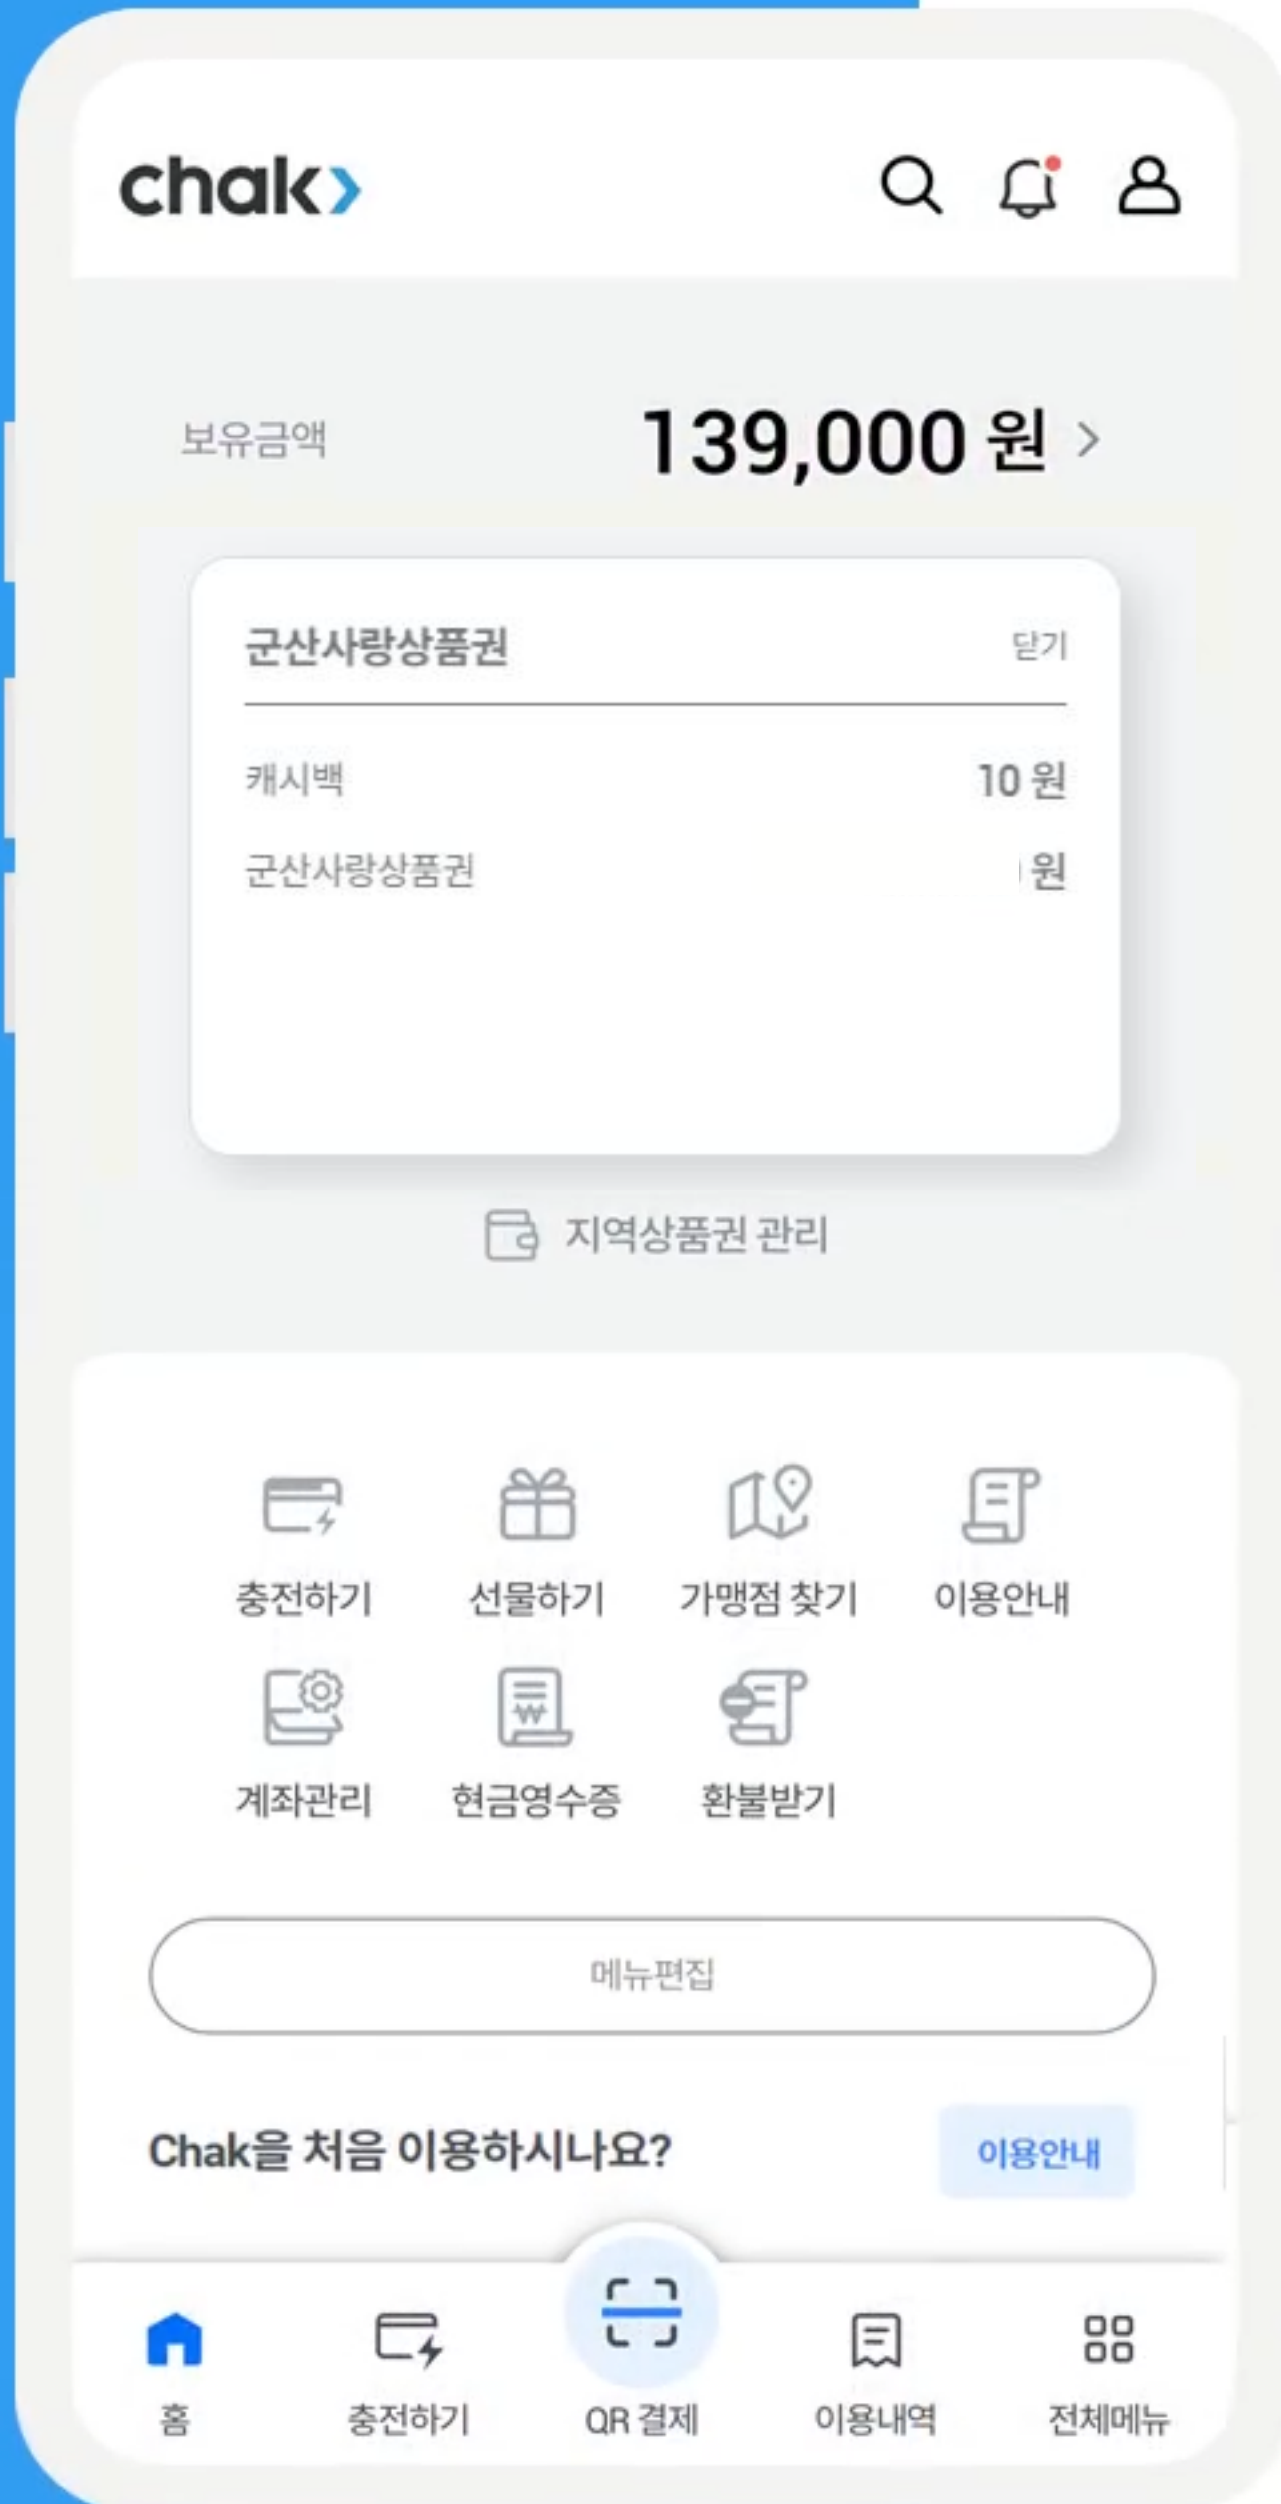 chak
보유금액 139,000 원
군산사랑상품권 닫기
캐시백 10 원
군산사랑상품권 원
지역상품권 관리
충전하기 선물하기 가맹점 찾기 이용안내
계좌관리 현금영수증 환불받기
메뉴편집
Chak을 처음 이용하시나요? 이용안내
홈 충전하기 QR 결제 이용내역 전체메뉴